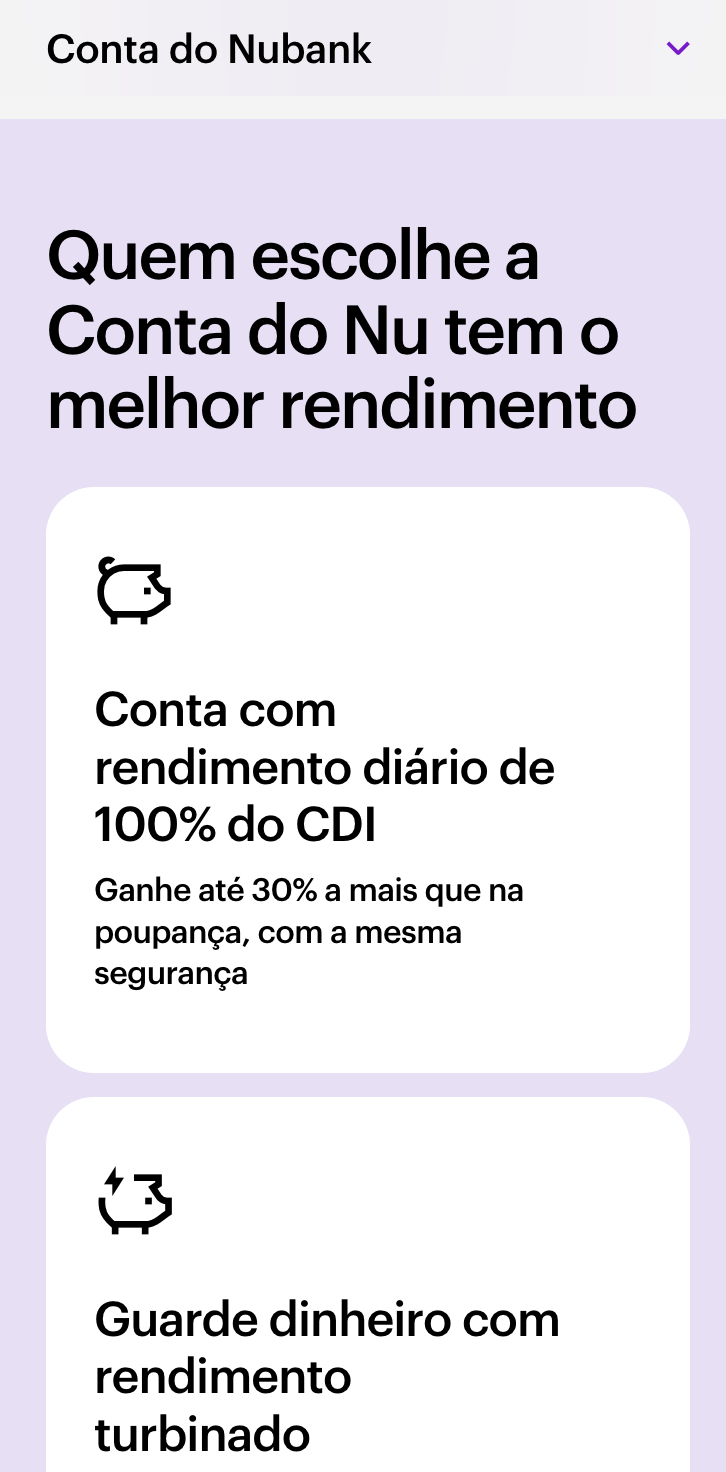 Conta do Nubank
Quem escolhe a
Conta do Nu tem o
melhor rendimento
Conta com
rendimento diário de
100% do CDI
Ganhe até 30% a mais que na
poupança, com a mesma
segurança
Guarde dinheiro com
rendimento
turbinado